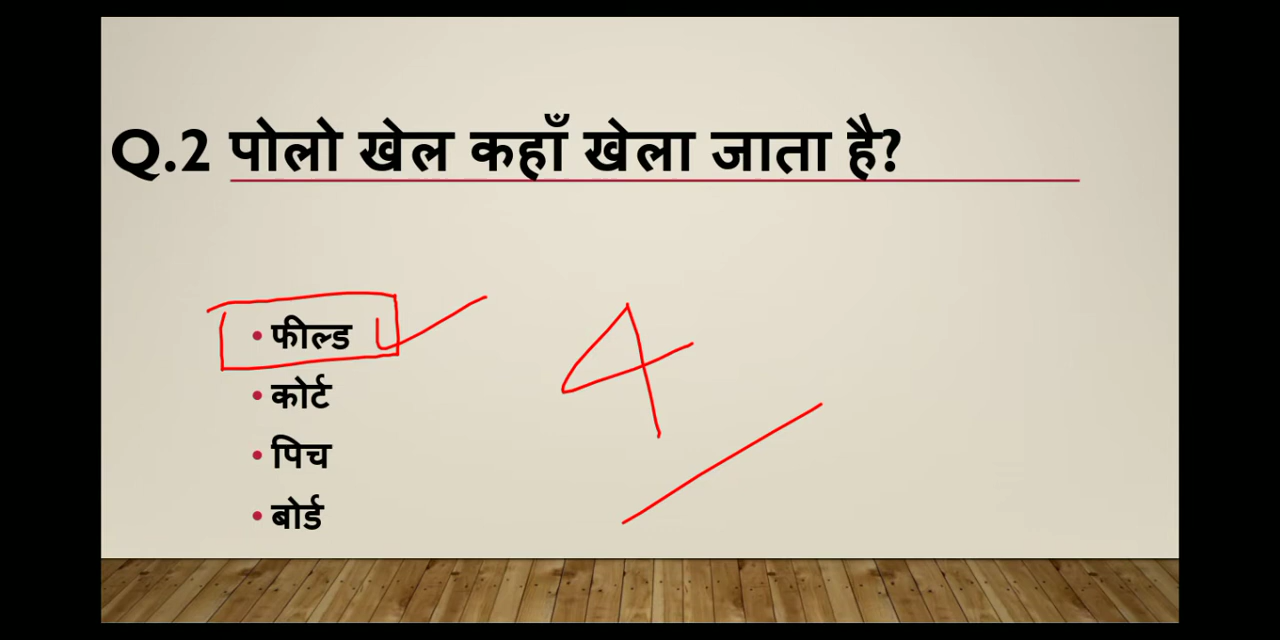 Q.2 पोलो खेल कहाँ खेला जाता है?
• फील्ड
• कोर्ट
• पिच
• बोर्ड
4